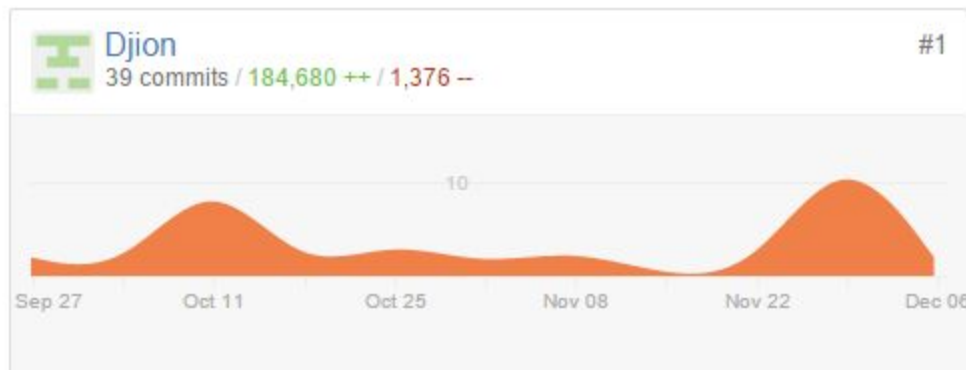 Djion #1
39 commits / 184,680 ++ / 1,376 --
10
Sep 27 Oct 11 Oct 25 Nov 08 Nov 22 Dec 06